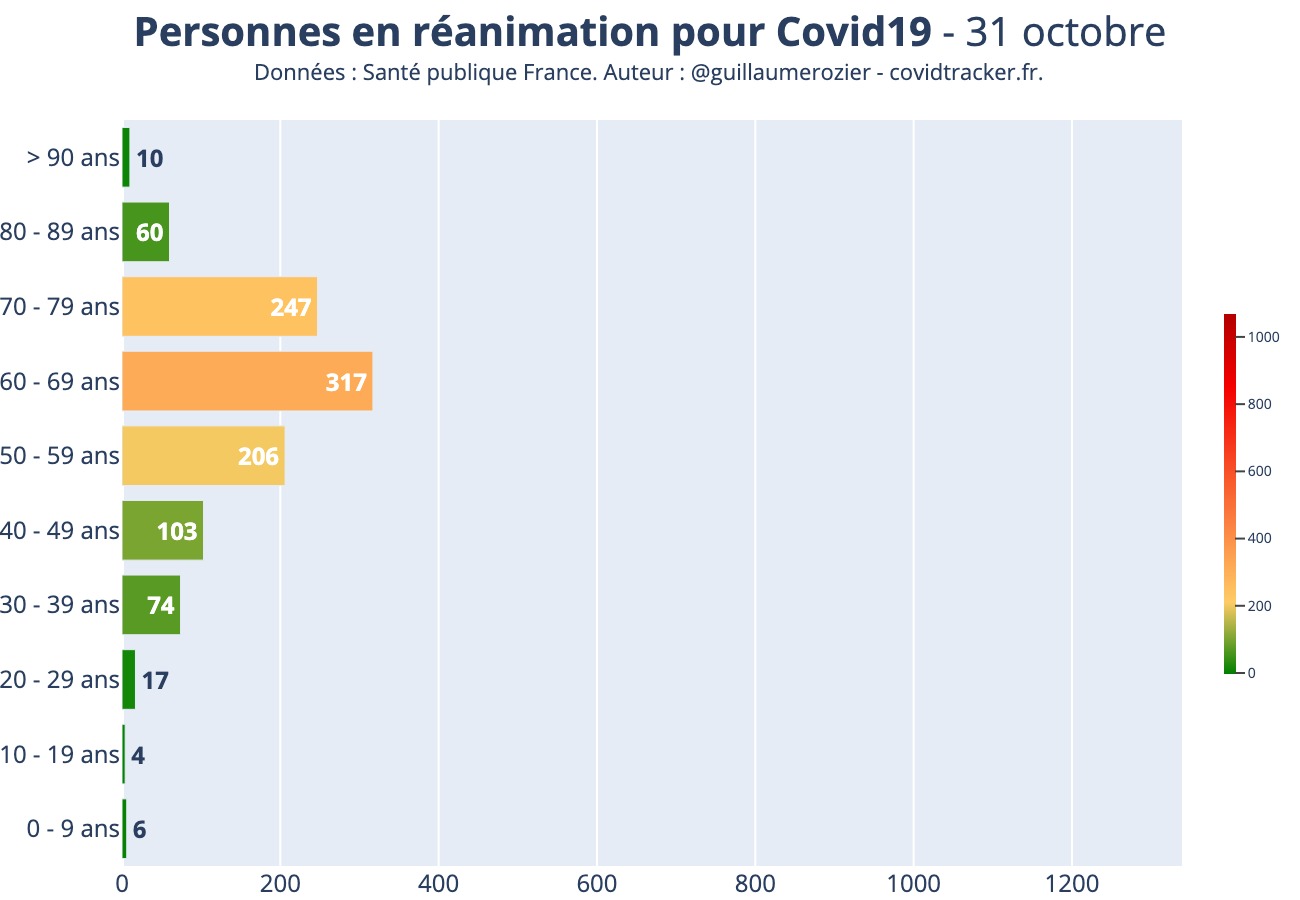 Personnes en réanimation pour Covid19 - 31 octobre
Données : Santé publique France. Auteur : @guillaumerozier - covidtracker.fr.
> 90 ans 10
80 - 89 ans 60
70 - 79 ans 247
60 - 69 ans 317
50 - 59 ans 206
40 - 49 ans 103
30 - 39 ans 74
20 - 29 ans 17
10 - 19 ans 4
0 - 9 ans 6
0 200 400 600 800 1000 1200
1000
800
600
400
200
0